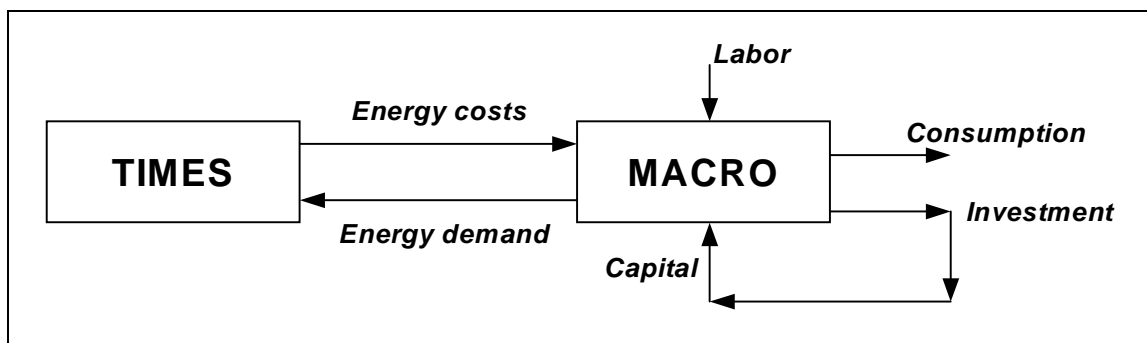 Labor
Energy costs
Consumption
TIMES
MACRO
Investment
Energy demand
Capital